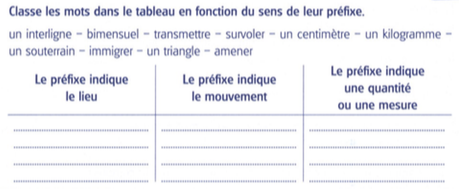 Classe les mots dans le tableau en fonction du sens de leur préfixe.
un interligne – bimensuel – transmettre – survoler – un centimètre – un kilogramme –
un souterrain – immigrer – un triangle – amener
Le préfixe indique
le lieu
Le préfixe indique
le mouvement
Le préfixe indique
une quantité
ou une mesure